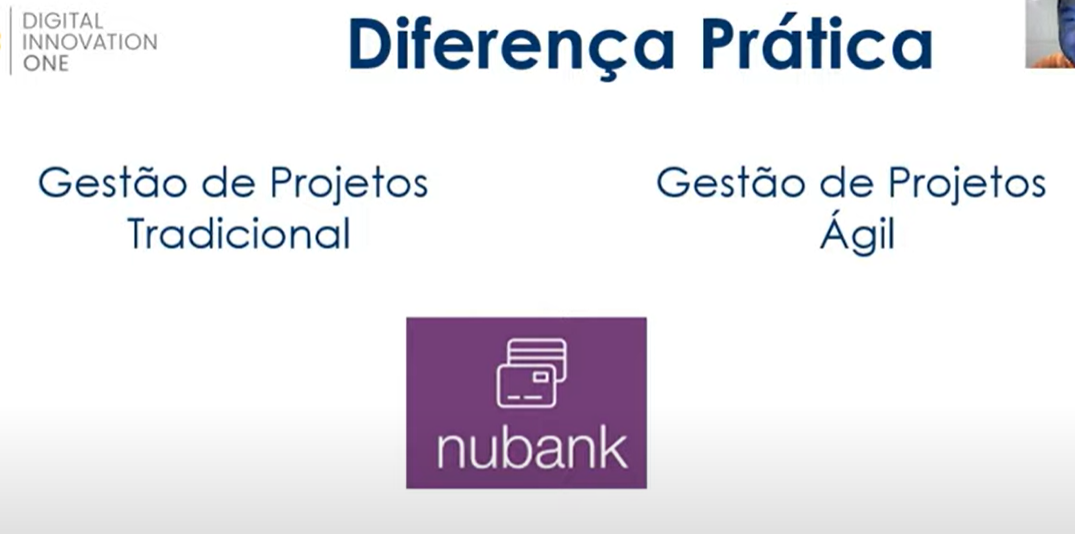 DIGITAL
INNOVATION
ONE
Diferença Prática
Gestão de Projetos
Tradicional
Gestão de Projetos
Ágil
nubank